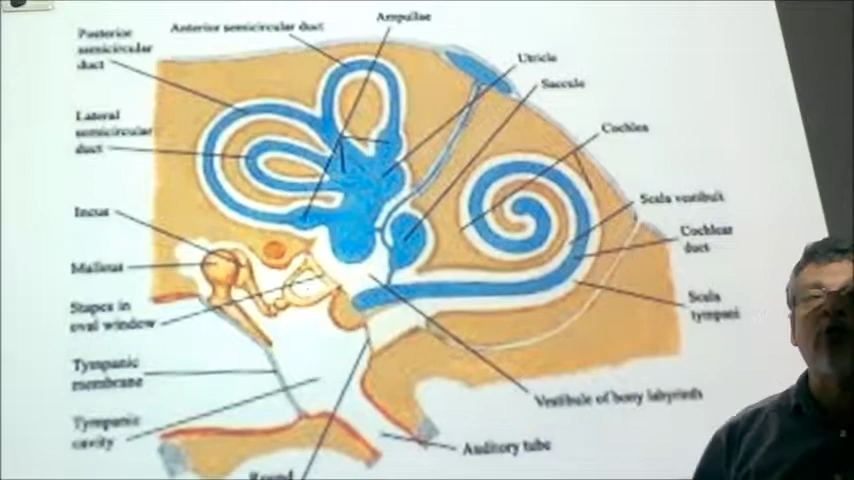 Ampullae
Anterior semicircular duct
Posterior
semicircular
duct
Utricle
Saccule
Lateral
semicircular
duct
Cochlea
Scala vestibuli
Incus
Cochlear
duct
Malleus
Scala
tympani
Stapes in
oval window
Tympanic
membrane
Vestibule of bony labyrinth
Tympanic
cavity
Auditory tube
Round